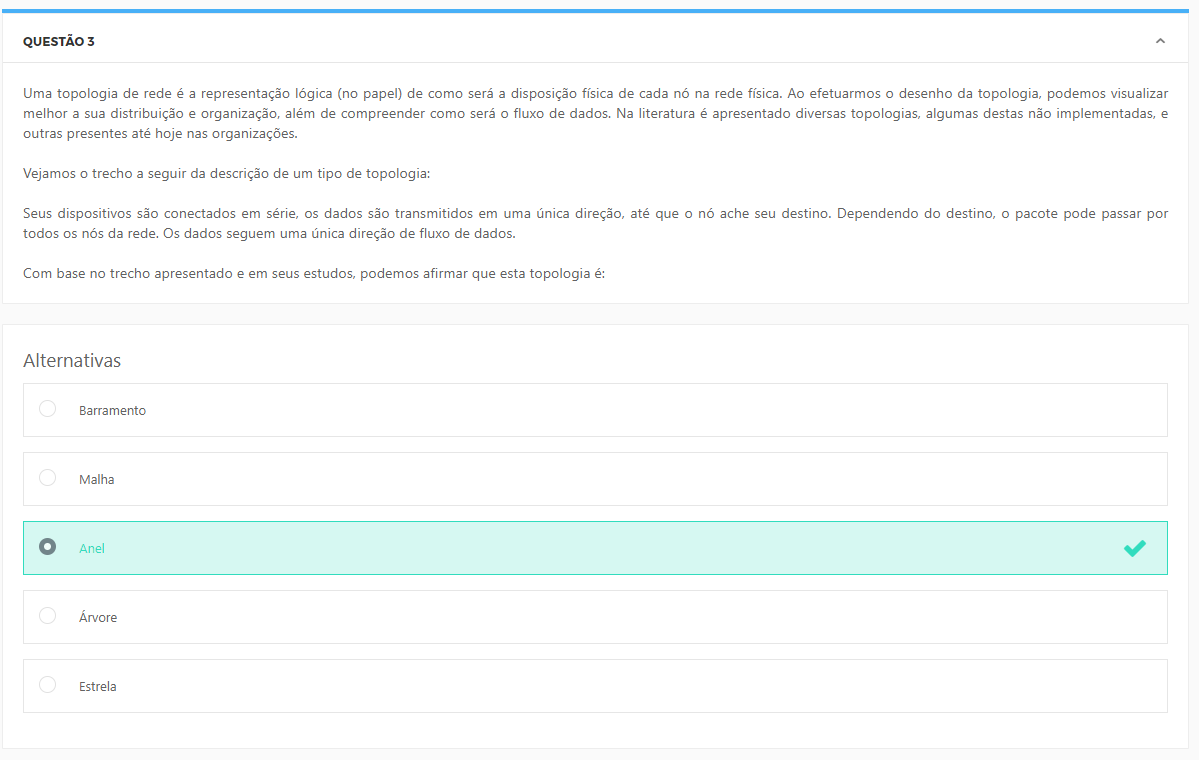 QUESTÃO 3
Uma topologia de rede é a representação lógica (no papel) de como será a disposição física de cada nó na rede física. Ao efetuarmos o desenho da topologia, podemos visualizar
melhor a sua distribuição e organização, além de compreender como será o fluxo de dados. Na literatura é apresentado diversas topologias, algumas destas não implementadas, e
outras presentes até hoje nas organizações.
Vejamos o trecho a seguir da descrição de um tipo de topologia:
Seus dispositivos são conectados em série, os dados são transmitidos em uma única direção, até que o nó ache seu destino. Dependendo do destino, o pacote pode passar por
todos os nós da rede. Os dados seguem uma única direção de fluxo de dados.
Com base no trecho apresentado e em seus estudos, podemos afirmar que esta topologia é:
Alternativas
Barramento
Malha
Anel
Árvore
Estrela